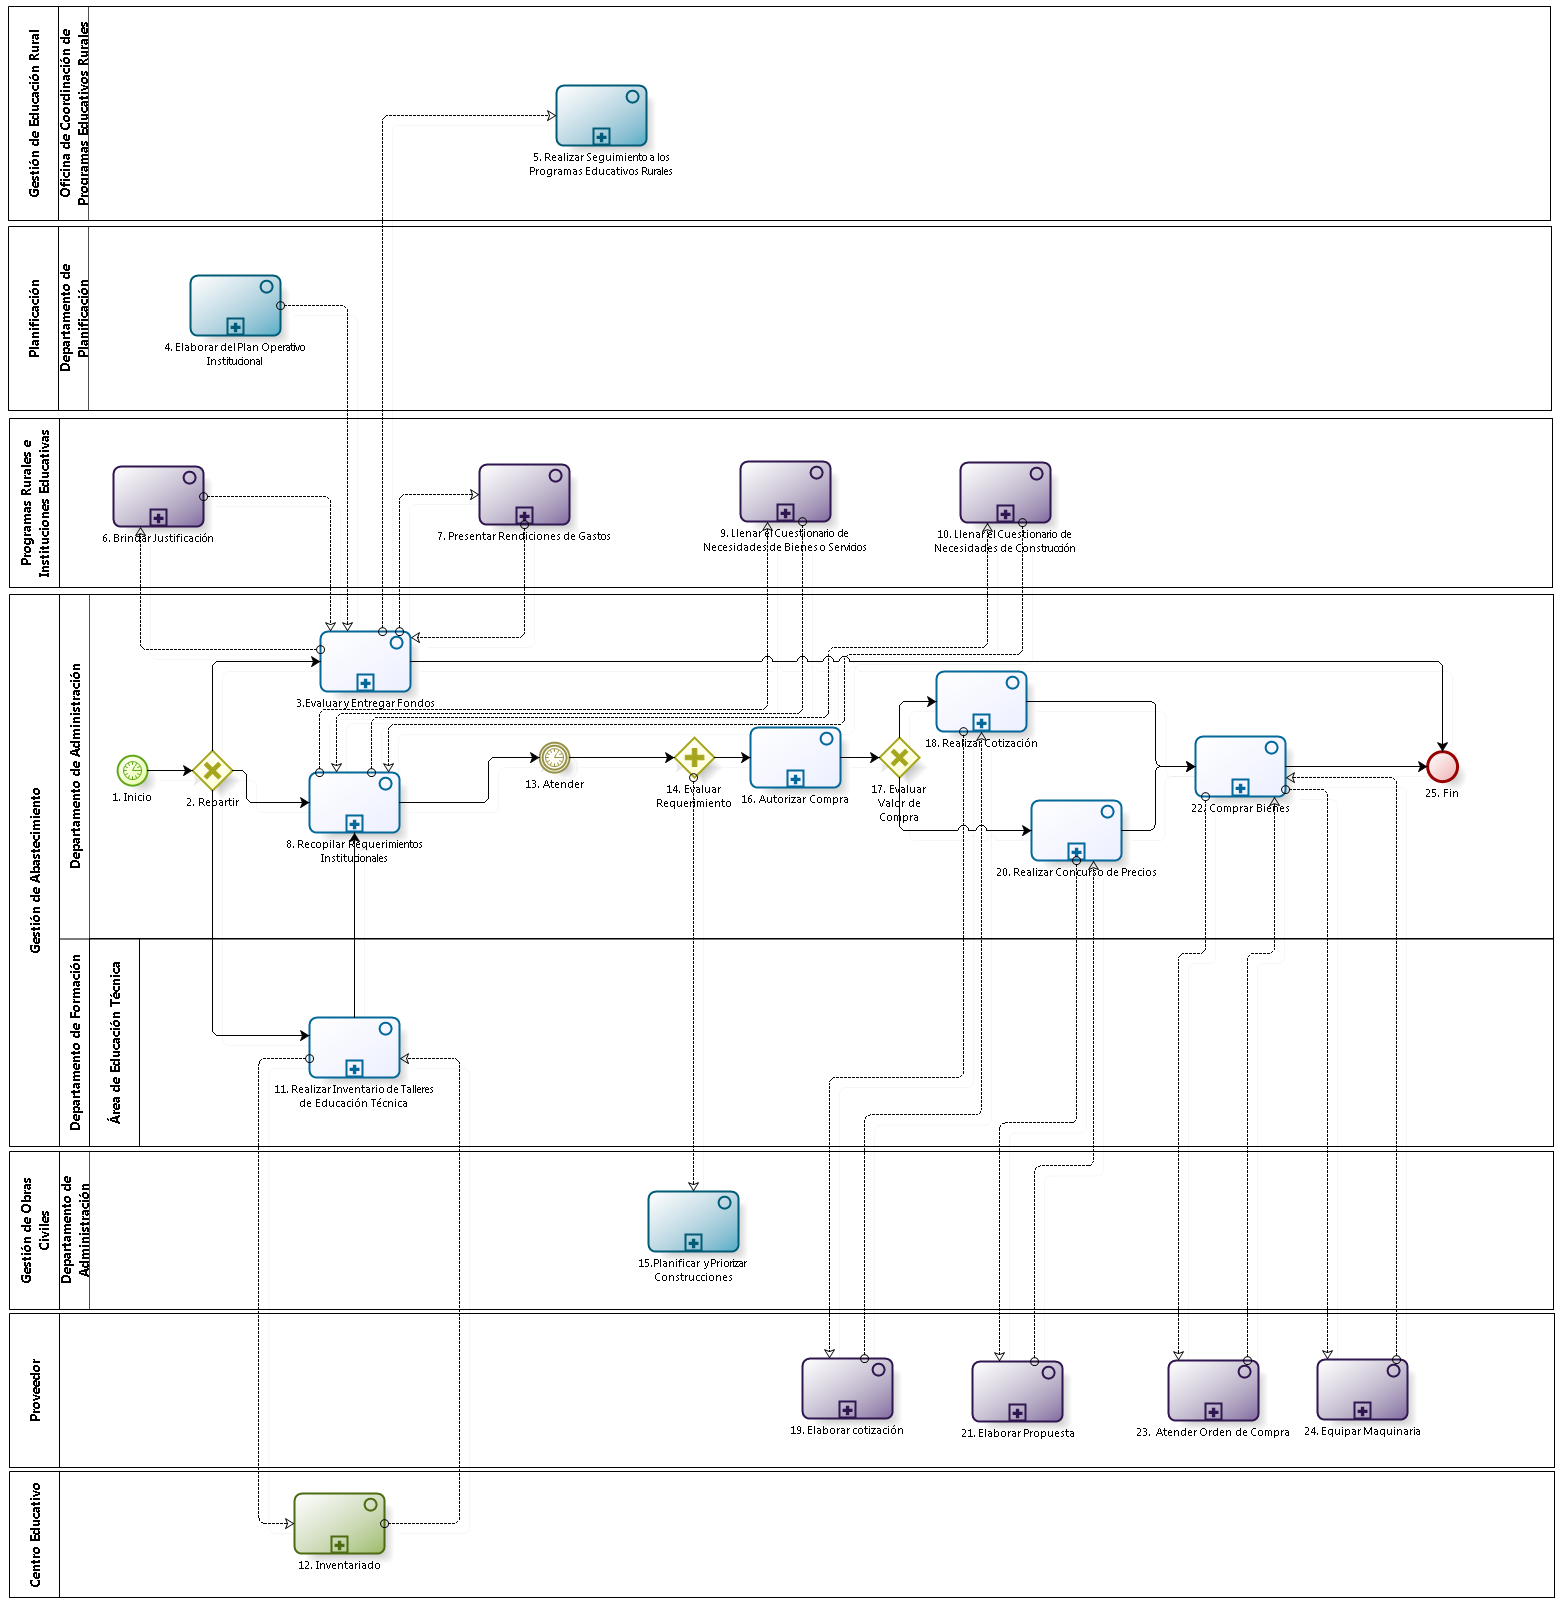 Gestión de Educación Rural
Oficina de Coordinación de
Programas Educativos Rurales
5. Realizar Seguimiento a los
Programas Educativos Rurales
Planificación
Departamento de
Planificación
4. Elaborar del Plan Operativo
Institucional
Programas Rurales e
Instituciones Educativas
6. Brindar Justificación
7. Presentar Rendiciones de Gastos
9. Llenar el Cuestionario de
Necesidades de Bienes o Servicios
10. Llenar el Cuestionario de
Necesidades de Construcción
Gestión de Abastecimiento
Departamento de Administración
3.Evaluar y Entregar Fondos
1. Inicio
2. Repartir
8. Recopilar Requerimientos
Institucionales
13. Atender
14. Evaluar
Requerimiento
16. Autorizar Compra
17. Evaluar
Valor de
Compra
18. Realizar Cotización
20. Realizar Concurso de Precios
22. Comprar Bienes
25. Fin
Departamento de Formación
Área de Educación Técnica
11. Realizar Inventario de Talleres
de Educación Técnica
Gestión de Obras
Civiles
Departamento de
Administración
15.Planificar y Priorizar
Construcciones
Proveedor
19. Elaborar cotización
21. Elaborar Propuesta
23. Atender Orden de Compra
24. Equipar Maquinaria
Centro Educativo
12. Inventariado